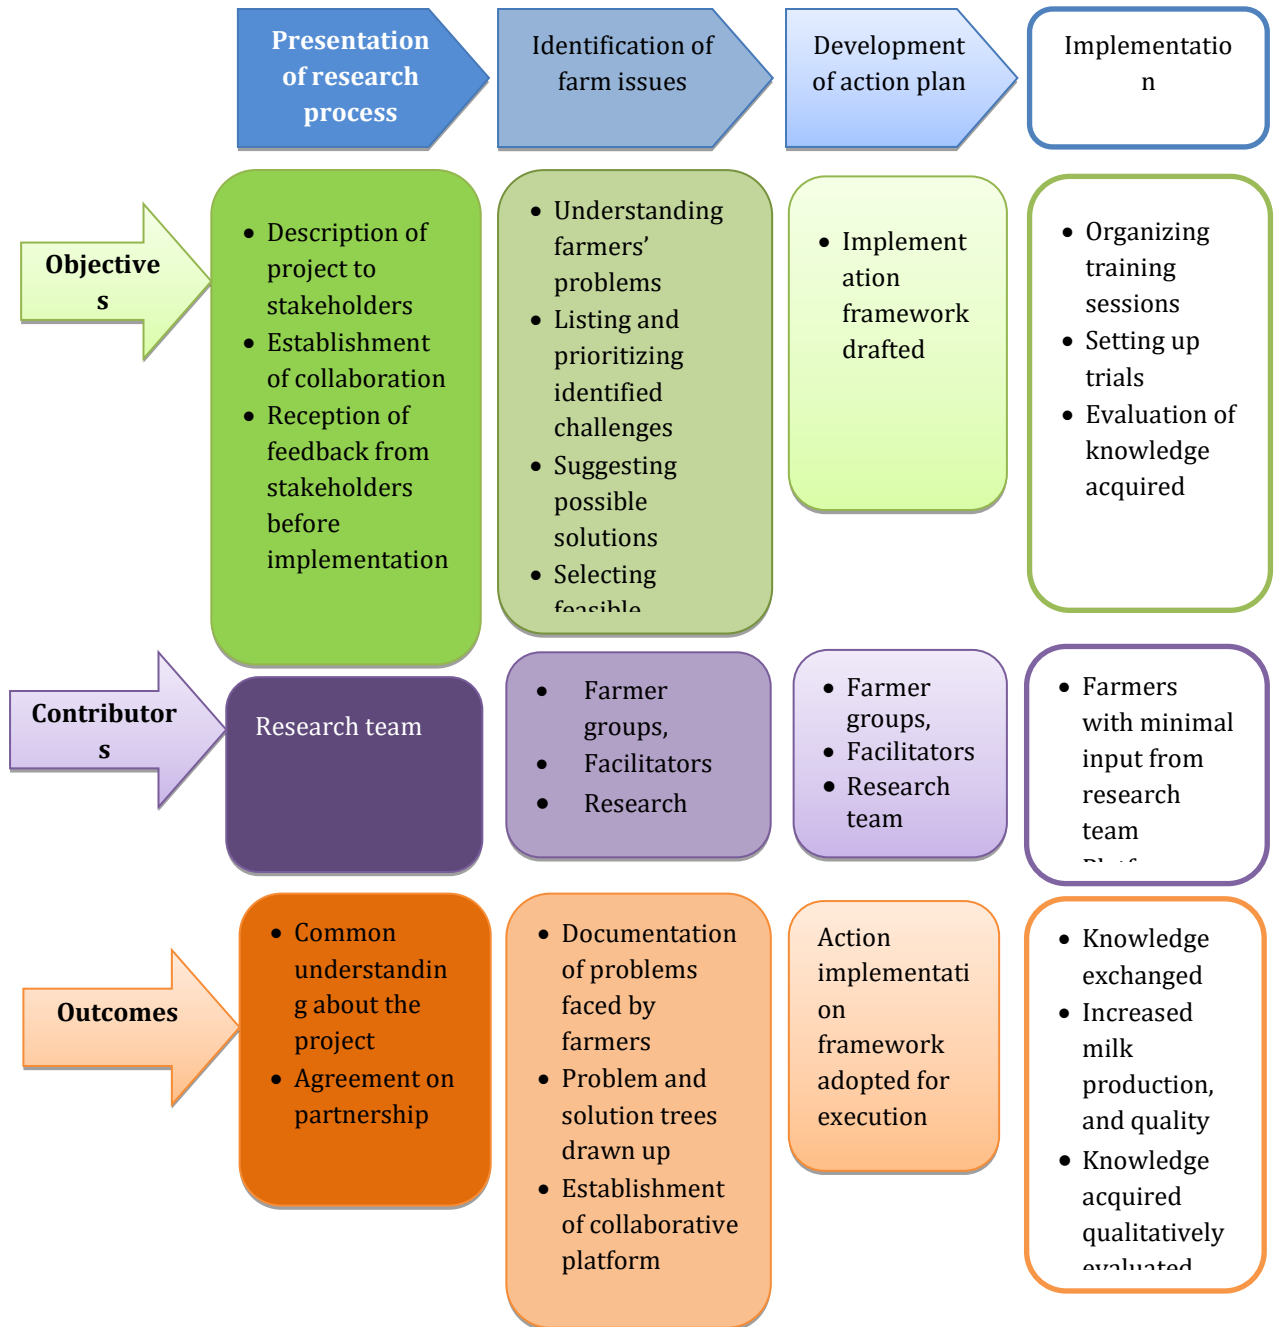 Presentation
of research
process
Identification of
farm issues
Development
of action plan
Implementatio
n
Objective
s
• Description of
project to
stakeholders
• Establishment
of collaboration
• Reception of
feedback from
stakeholders
before
implementation
• Understanding
farmers’
problems
• Listing and
prioritizing
identified
challenges
• Suggesting
possible
solutions
• Selecting
feasible
• Implement
ation
framework
drafted
• Organizing
training
sessions
• Setting up
trials
• Evaluation of
knowledge
acquired
Contributor
s
Research team
• Farmer
groups,
• Facilitators
• Research
• Farmer
groups,
• Facilitators
• Research
team
• Farmers
with minimal
input from
research
team
Outcomes
• Common
understandin
g about the
project
• Agreement on
partnership
• Documentation
of problems
faced by
farmers
• Problem and
solution trees
drawn up
• Establishment
of collaborative
platform
Action
implementati
on
framework
adopted for
execution
• Knowledge
exchanged
• Increased
milk
production,
and quality
• Knowledge
acquired
qualitatively
evaluated